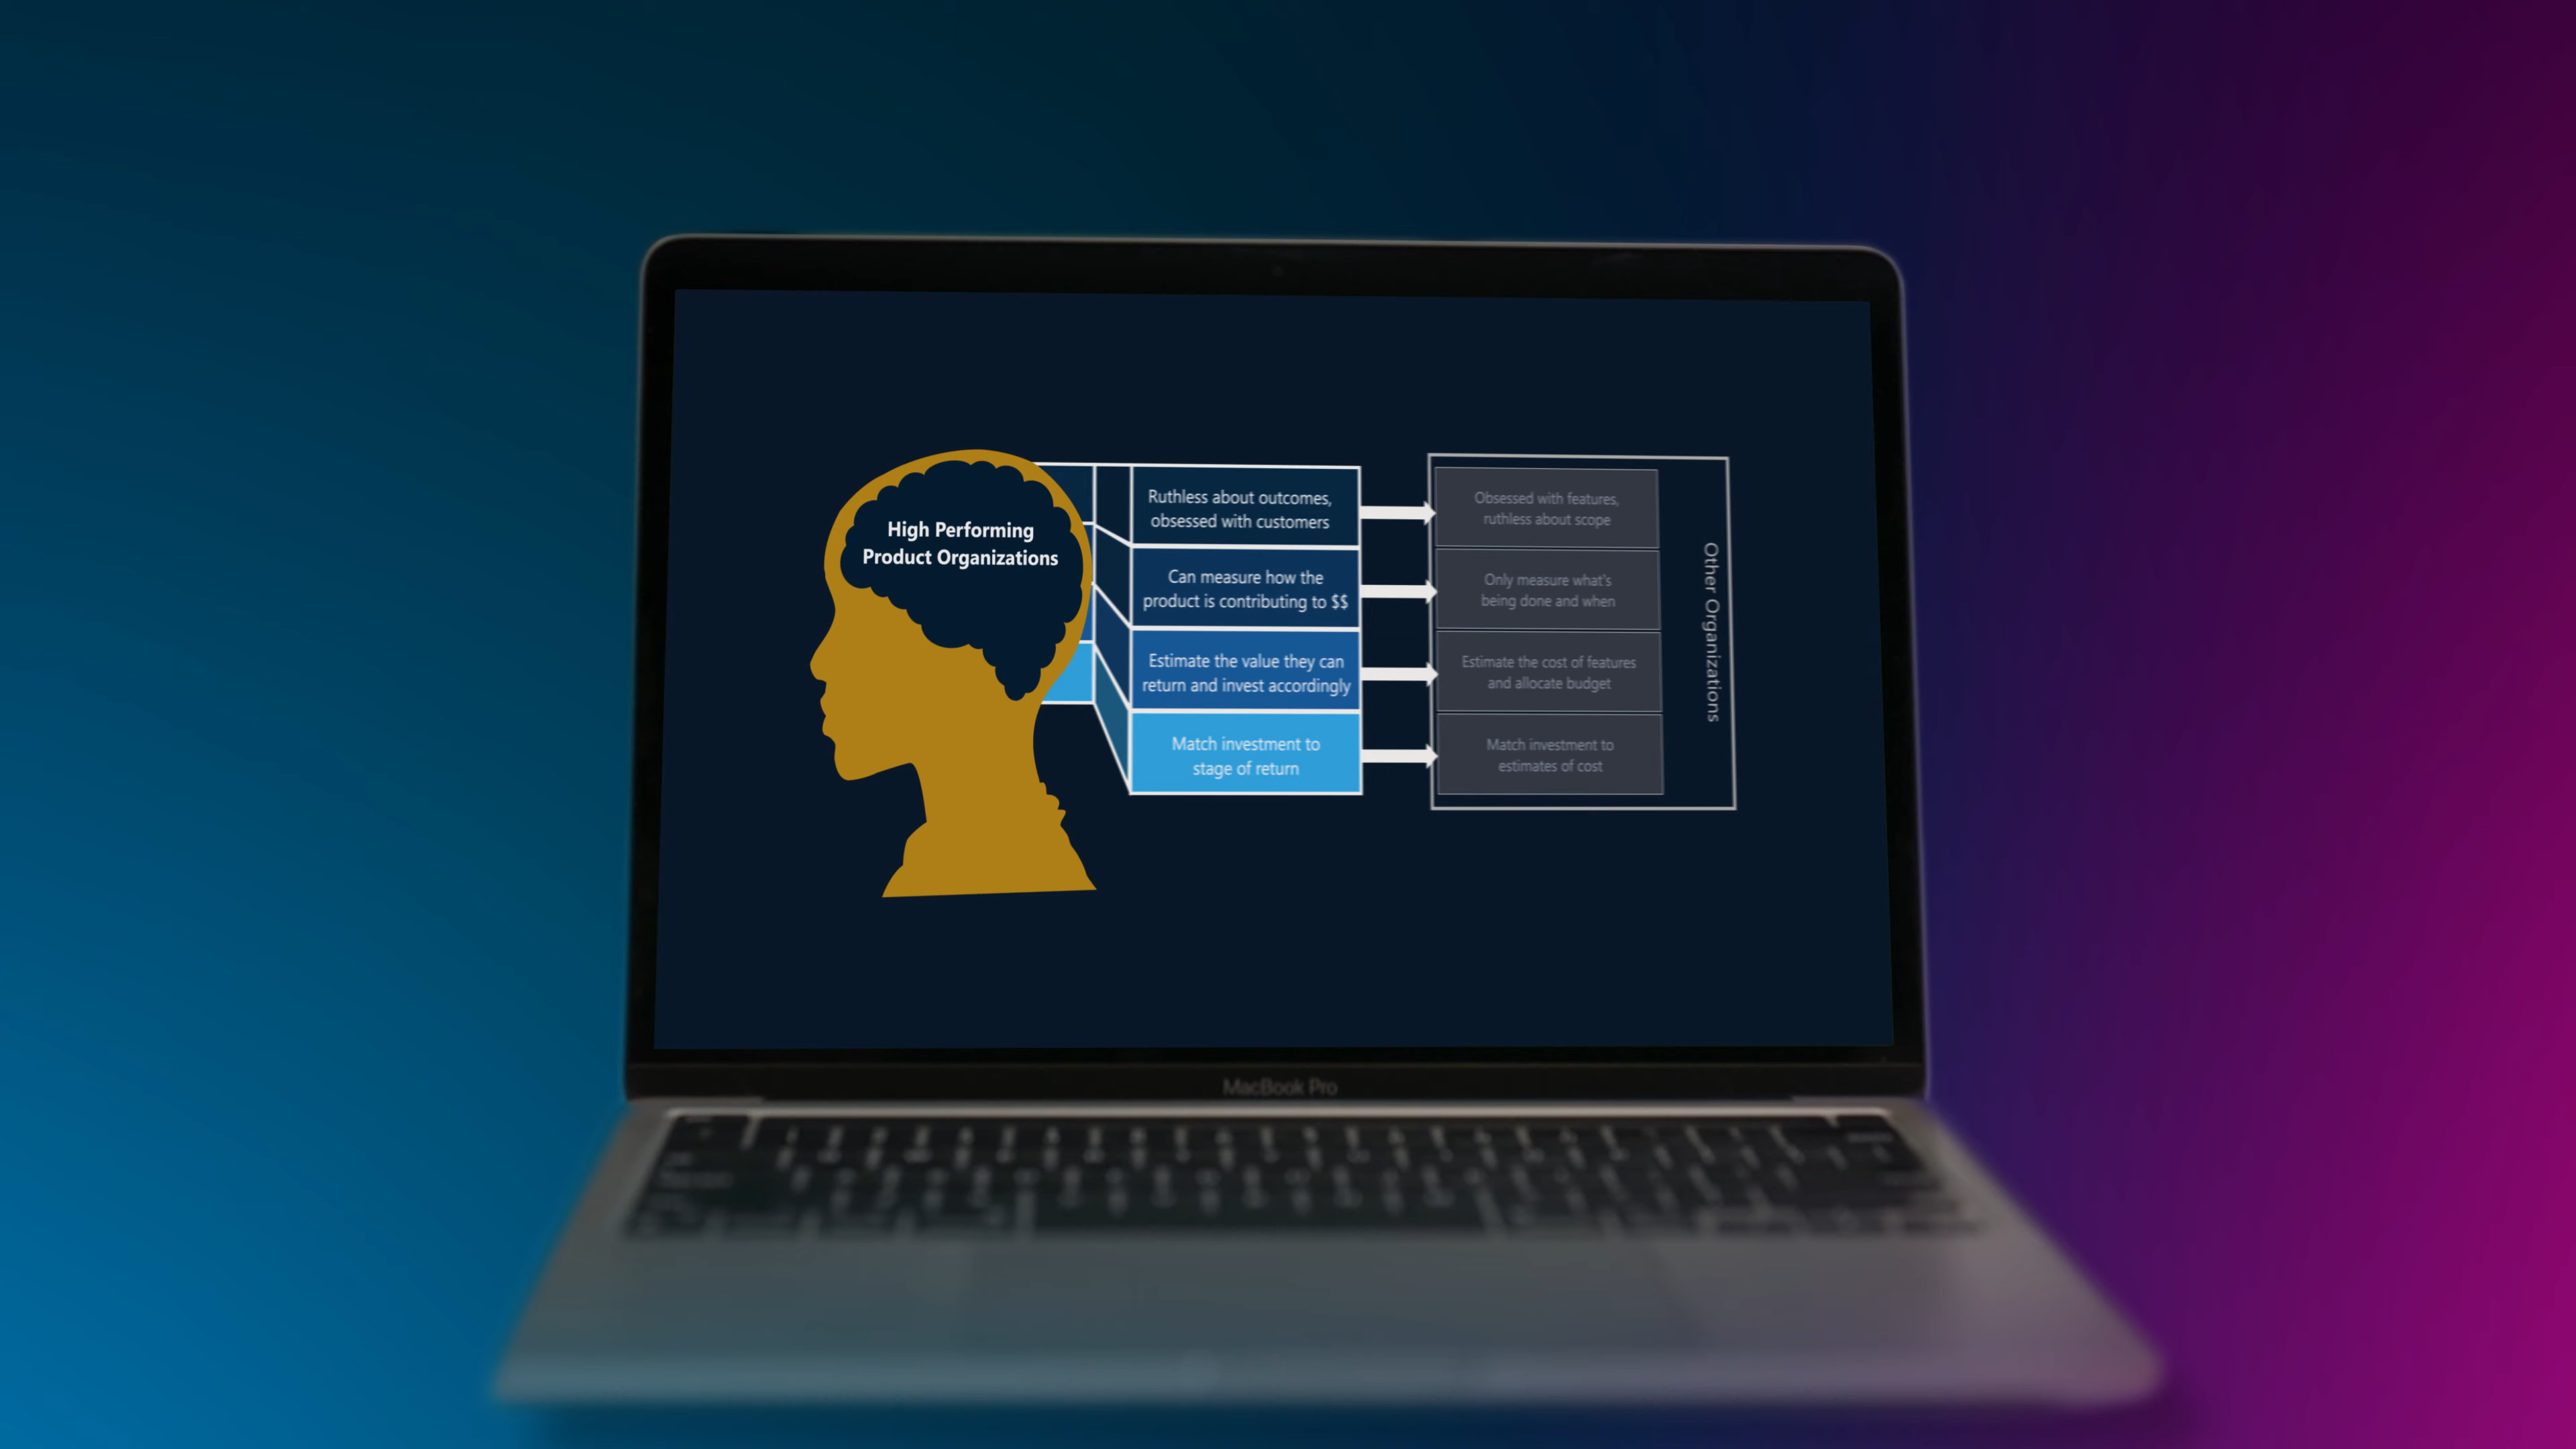 High Performing
Product Organizations
Ruthless about outcomes,
obsessed with customers
Can measure how the
product is contributing to $$
Estimate the value they can
return and invest accordingly
Match investment to
stage of return
Obsessed with features,
ruthless about scope
Only measure what's
being done and when
Estimate the cost of features
and allocate budget
Match investment to
estimates of cost
Other Organizations
MacBook Pro